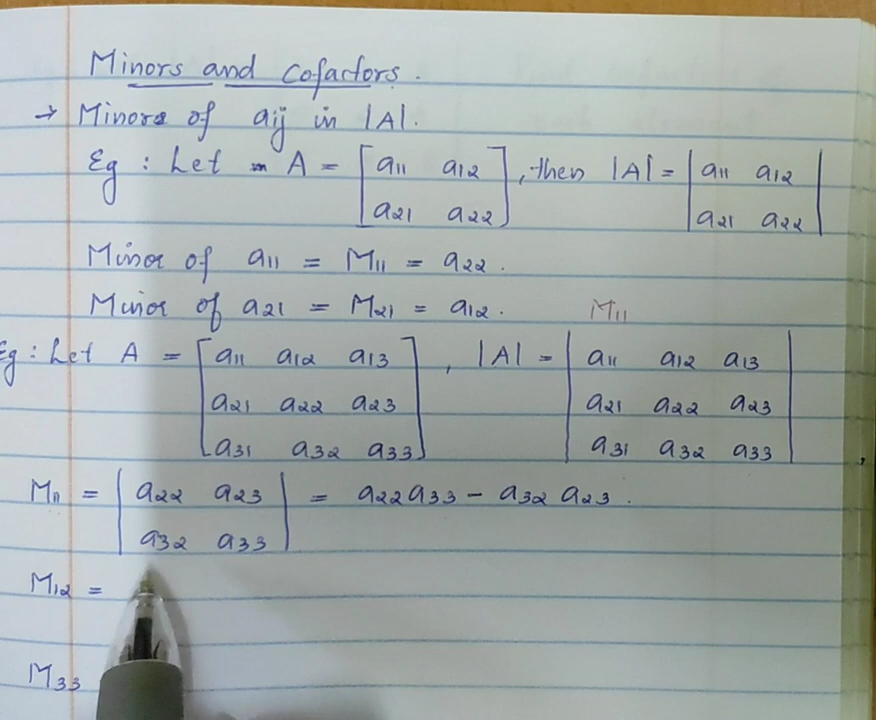 Minors and Cofactors.
→ Minors of aij in |A|.
Eg : Let A = [a11 a12], then |A| = |a11 a12|
[a21 a22] |a21 a22|
Minor of a11 = M11 = a22.
Minor of a21 = M21 = a12. M11
Eg : Let A = [a11 a12 a13], |A| = |a11 a12 a13|
[a21 a22 a23] |a21 a22 a23|
[a31 a32 a33] |a31 a32 a33|,
M11 = |a22 a23| = a22a33 - a32 a23.
|a32 a33|
M12 =
M33